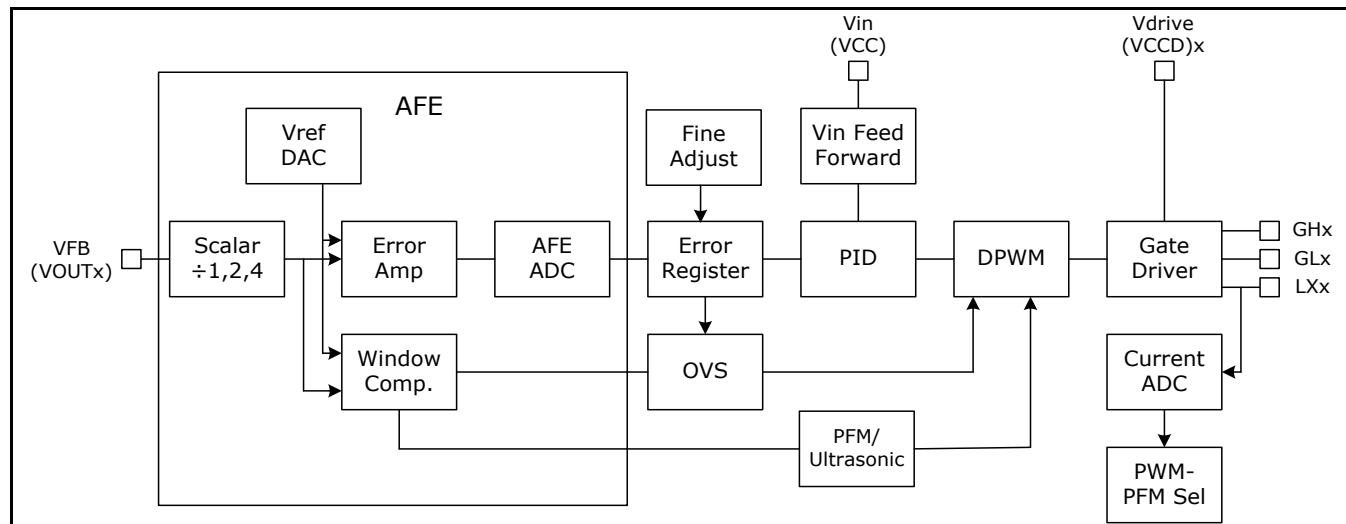 Vin
(VCC)
Vdrive
(VCCD)x
AFE
Vref
DAC
Fine
Adjust
Vin Feed
Forward
VFB
(VOUTx)
Scalar
÷1,2,4
Error
Amp
AFE
ADC
Error
Register
PID
DPWM
Gate
Driver
GHx
GLx
LXx
Window
Comp.
OVS
Current
ADC
PFM/
Ultrasonic
PWM-
PFM Sel